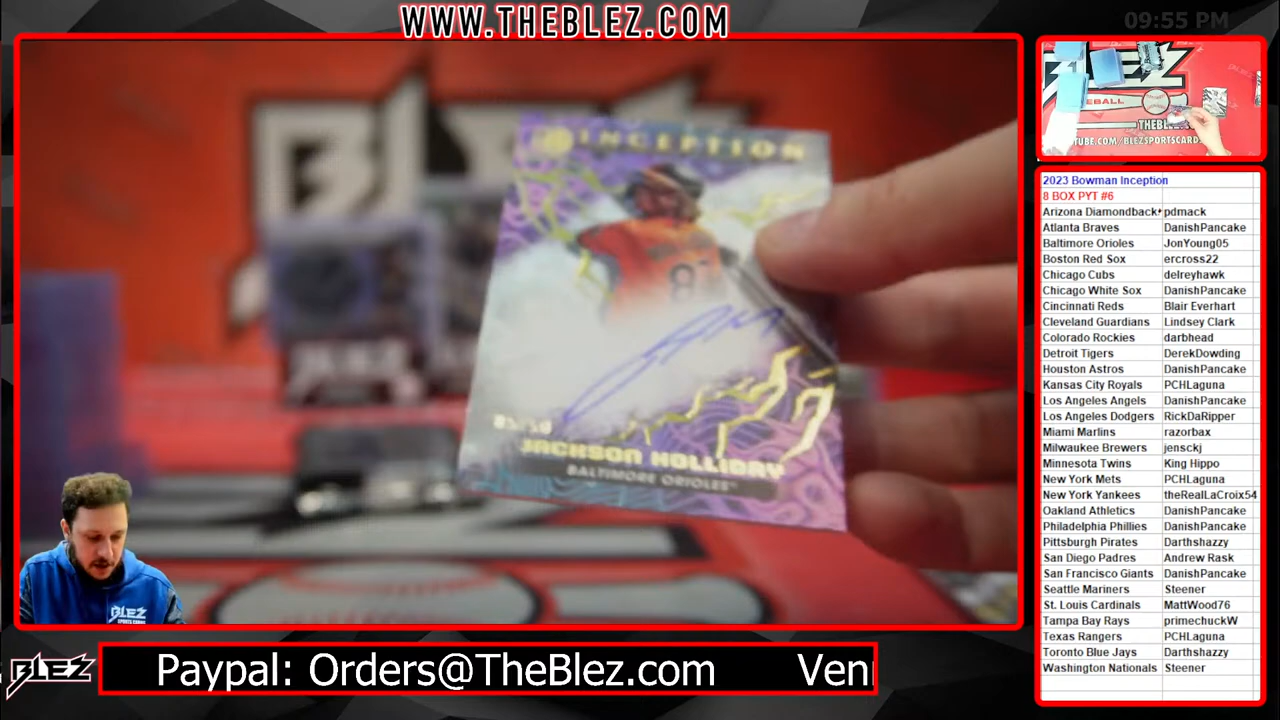 WWW.THEBLEZ.COM
09:55 PM
INCEPTION
JACKSON HOLLIDAY
BALTIMORE ORIOLES
BLEZ
2023 Bowman Inception
8 BOX PYT #6
Arizona Diamondback pdmack
Atlanta Braves DanishPancake
Baltimore Orioles JonYoung05
Boston Red Sox ercross22
Chicago Cubs delreyhawk
Chicago White Sox DanishPancake
Cincinnati Reds Blair Everhart
Cleveland Guardians Lindsey Clark
Colorado Rockies darbhead
Detroit Tigers DerekDowding
Houston Astros DanishPancake
Kansas City Royals PCHLaguna
Los Angeles Angels DanishPancake
Los Angeles Dodgers RickDaRipper
Miami Marlins razorbax
Milwaukee Brewers jensckj
Minnesota Twins King Hippo
New York Mets PCHLaguna
New York Yankees theRealLaCroix54
Oakland Athletics DanishPancake
Philadelphia Phillies DanishPancake
Pittsburgh Pirates Darthshazzy
San Diego Padres Andrew Rask
San Francisco Giants DanishPancake
Seattle Mariners Steener
St. Louis Cardinals MattWood76
Tampa Bay Rays primechuckW
Texas Rangers PCHLaguna
Toronto Blue Jays Darthshazzy
Washington Nationals Steener
BLEZ
BLEZ
Paypal: Orders@TheBlez.com Ven